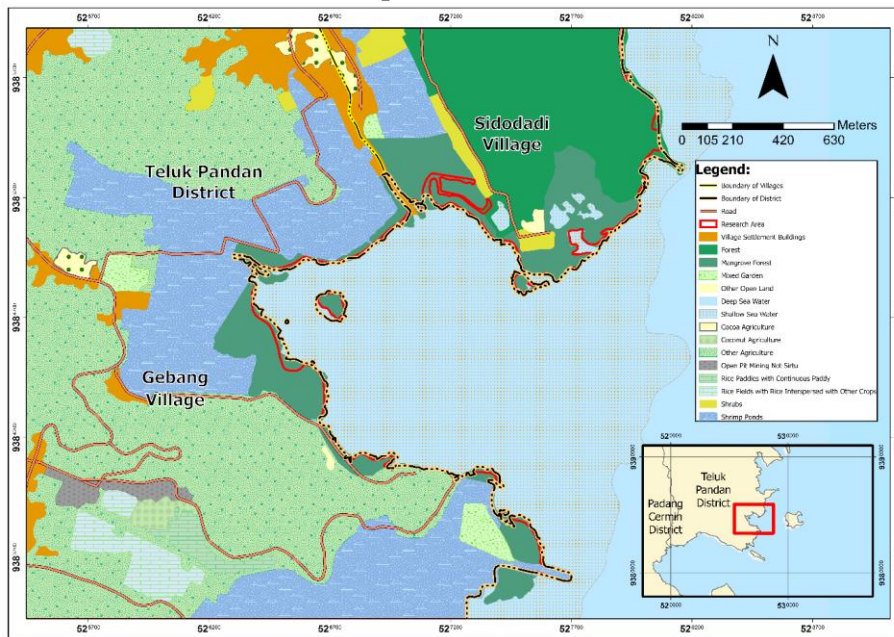 Sidodadi
Village
Teluk Pandan
District
Gebang
Village
N
Meters
0 105 210 420 630
Legend:
Boundary of Villages
Boundary of District
Road
Research Area
Village Settlement Buildings
Forest
Mangrove Forest
Mixed Garden
Other Open Land
Deep Sea Water
Shallow Sea Water
Cocoa Agriculture
Coconut Agriculture
Other Agriculture
Open Pit Mining Not Sirtu
Rice Paddies with Continuous Paddy
Rice Fields with Rice Interspersed with Other Crops
Shrubs
Shrimp Ponds
Teluk
Pandan
District
Padang
Cermin
District